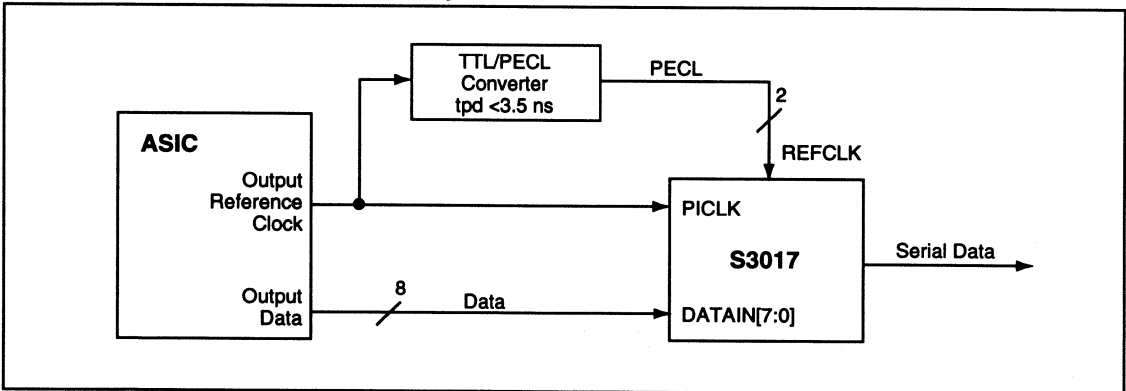 TTL/PECL
Converter
tpd <3.5 ns
PECL
2
REFCLK
ASIC
Output
Reference
Clock
PICLK
S3017
Serial Data
Output
Data
8
Data
DATAIN[7:0]